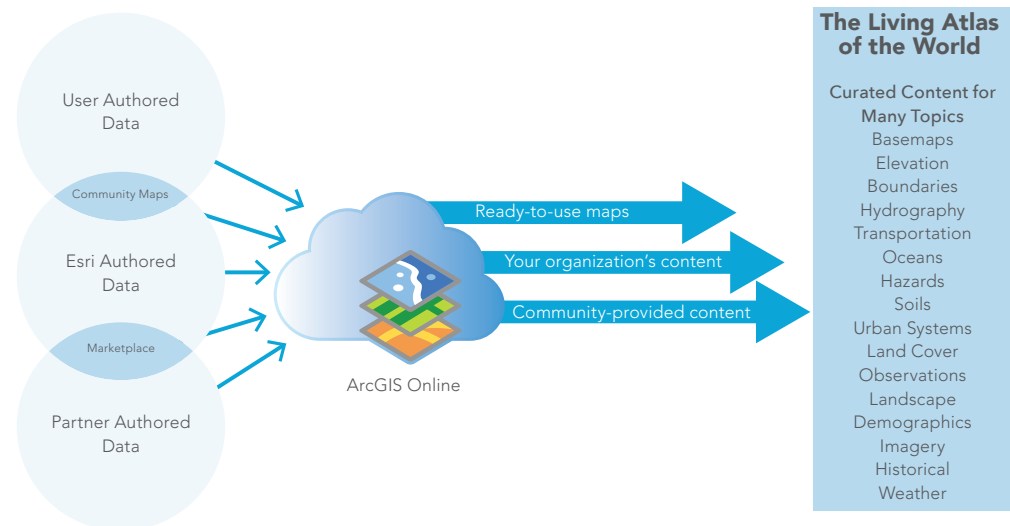 User Authored
Data
Community Maps
Esri Authored
Data
Marketplace
Partner Authored
Data
ArcGIS Online
Ready-to-use maps
Your organization's content
Community-provided content
The Living Atlas
of the World
Curated Content for
Many Topics
Basemaps
Elevation
Boundaries
Hydrography
Transportation
Oceans
Hazards
Soils
Urban Systems
Land Cover
Observations
Landscape
Demographics
Imagery
Historical
Weather